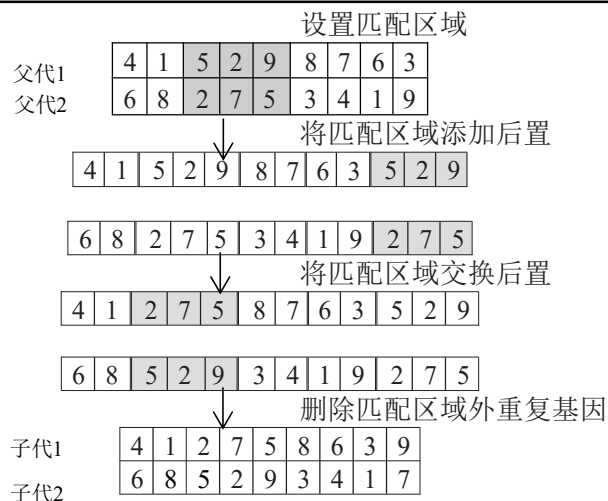 设置匹配区域
父代1 4 1 5 2 9 8 7 6 3
父代2 6 8 2 7 5 3 4 1 9
将匹配区域添加后置
4 1 5 2 9 8 7 6 3 5 2 9
6 8 2 7 5 3 4 1 9 2 7 5
将匹配区域交换后置
4 1 2 7 5 8 7 6 3 5 2 9
6 8 5 2 9 3 4 1 9 2 7 5
删除匹配区域外重复基因
子代1 4 1 2 7 5 8 6 3 9
子代2 6 8 5 2 9 3 4 1 7